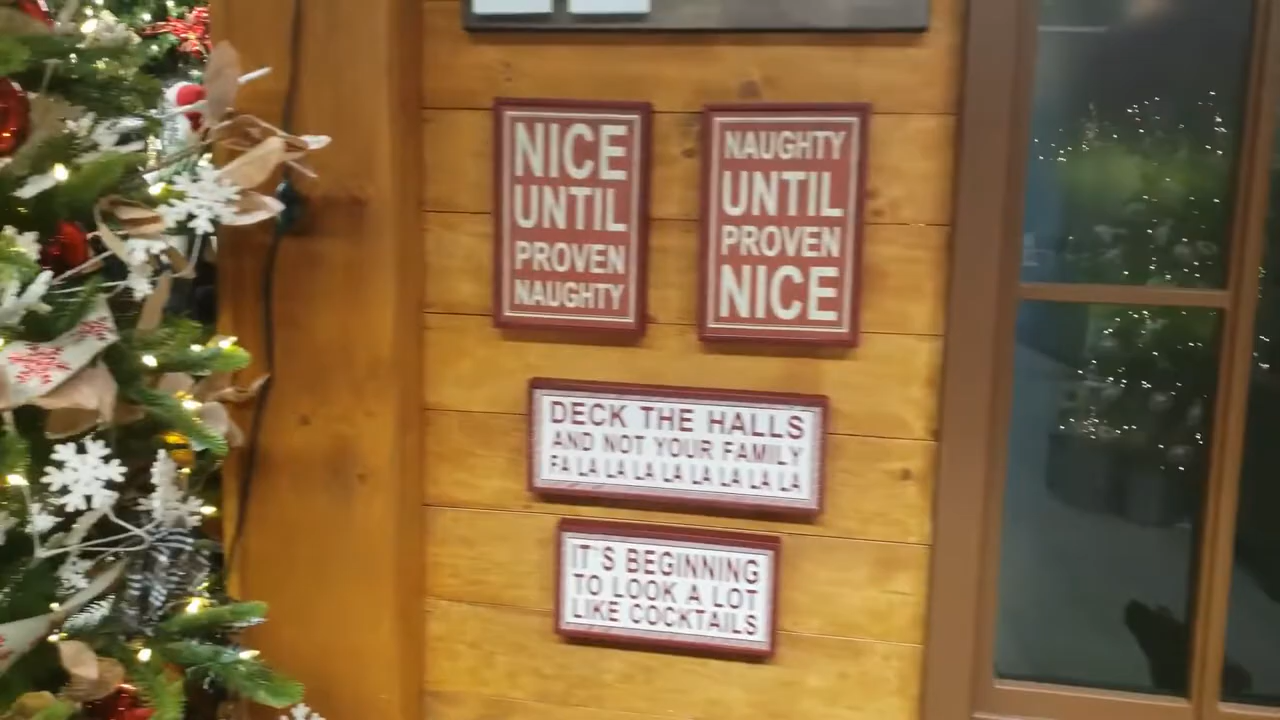 NICE
UNTIL
PROVEN
NAUGHTY
NAUGHTY
UNTIL
PROVEN
NICE
DECK THE HALLS
AND NOT YOUR FAMILY
FA LA LA LA LA LA LA LA LA
IT'S BEGINNING
TO LOOK A LOT
LIKE COCKTAILS